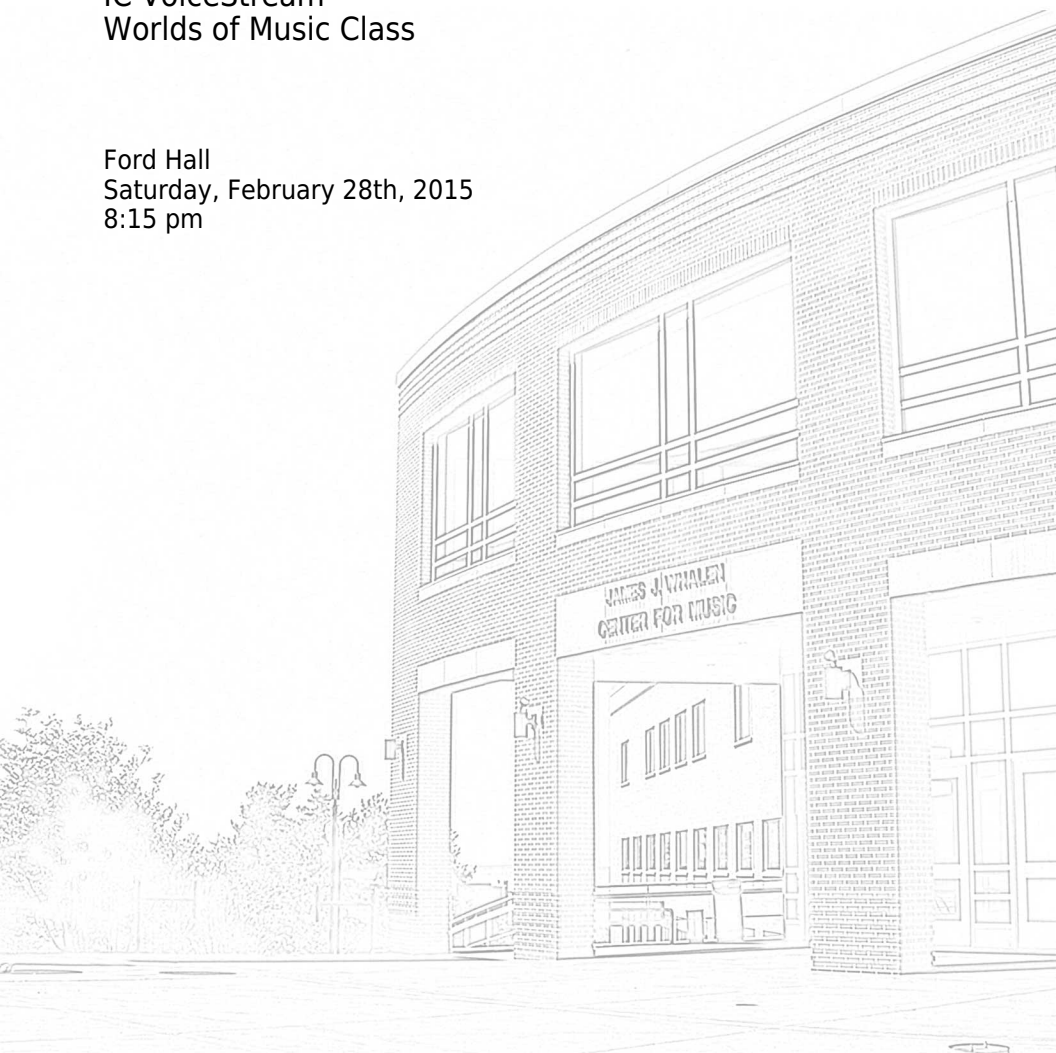 IC VoiceStream
Worlds of Music Class
Ford Hall
Saturday, February 28th, 2015
8:15 pm
JAMES J. WHALEN
CENTER FOR MUSIC